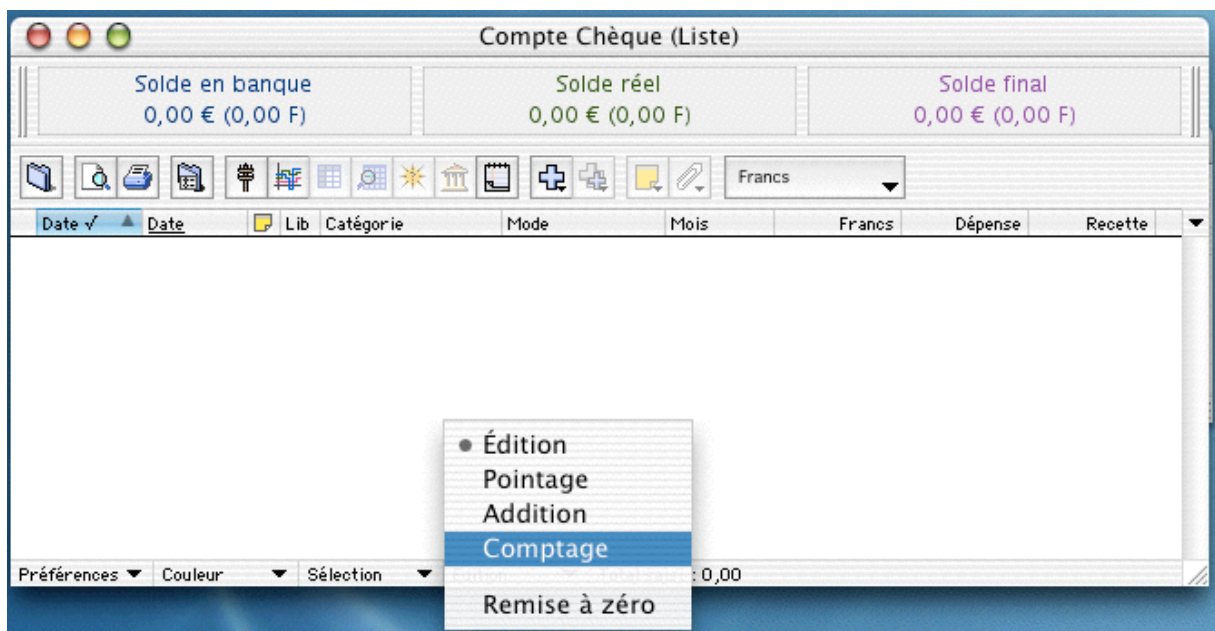 Compte Chèque (Liste)
Solde en banque
0,00 € (0,00 F)
Solde réel
0,00 € (0,00 F)
Solde final
0,00 € (0,00 F)
Francs
Date √ Date Lib Catégorie Mode Mois Francs Dépense Recette
Édition
Pointage
Addition
Comptage
Préférences Couleur Sélection : 0,00
Remise à zéro